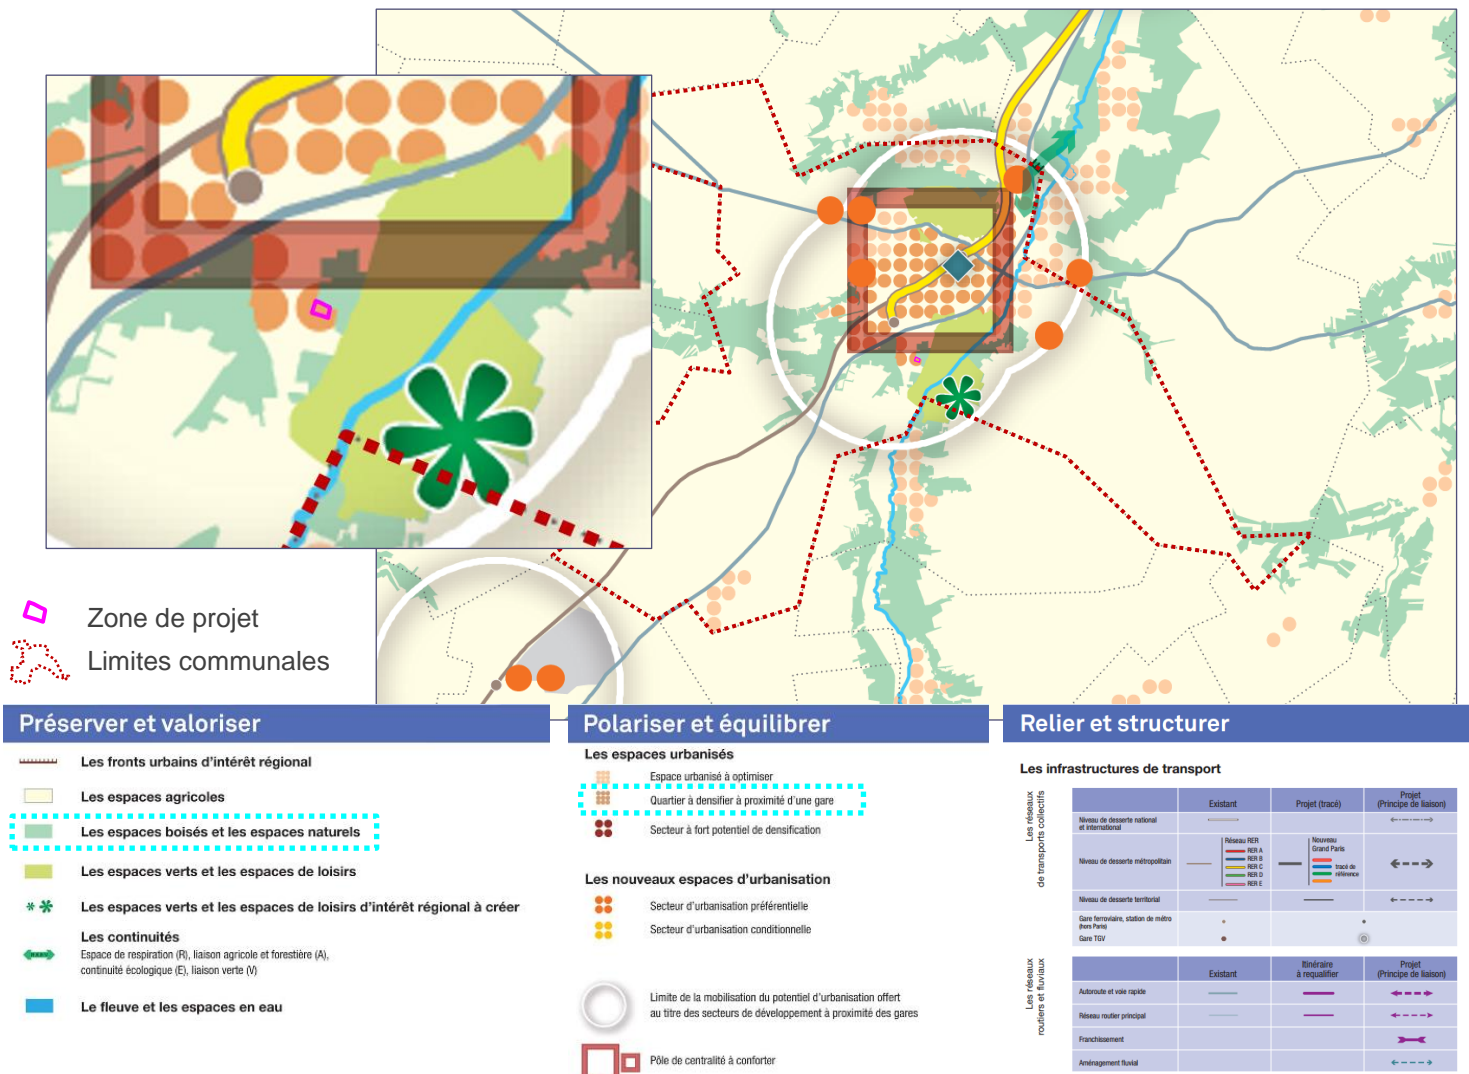 Zone de projet
Limites communales
Préserver et valoriser
Les fronts urbains d'intérêt régional
Les espaces agricoles
Les espaces boisés et les espaces naturels
Les espaces verts et les espaces de loisirs
Les espaces verts et les espaces de loisirs d'intérêt régional à créer
Les continuités
Espace de respiration (R), liaison agricole et forestière (A),
continuité écologique (E), liaison verte (V)
Le fleuve et les espaces en eau
Polariser et équilibrer
Les espaces urbanisés
Espace urbanisé à optimiser
Quartier à densifier à proximité d'une gare
Secteur à fort potentiel de densification
Les nouveaux espaces d'urbanisation
Secteur d'urbanisation préférentielle
Secteur d'urbanisation conditionnelle
Limite de la mobilisation du potentiel d'urbanisation offert
au titre des secteurs de développement à proximité des gares
Pôle de centralité à conforter
Relier et structurer
Les infrastructures de transport
Les réseaux
de transports collectifs
Existant
Projet (tracé)
Projet
(Principe de liaison)
Niveau de desserte national
et international
Niveau de desserte métropolitain
Réseau RER
RER A
RER B
RER C
RER D
RER E
Nouveau
Grand Paris
tracé de
référence
Niveau de desserte territorial
Gare ferroviaire, station de métro
(hors Paris)
Gare TGV
Les réseaux
routiers et fluviaux
Existant
Itinéraire
à requalifier
Projet
(Principe de liaison)
Autoroute et voie rapide
Réseau routier principal
Franchissement
Aménagement fluvial